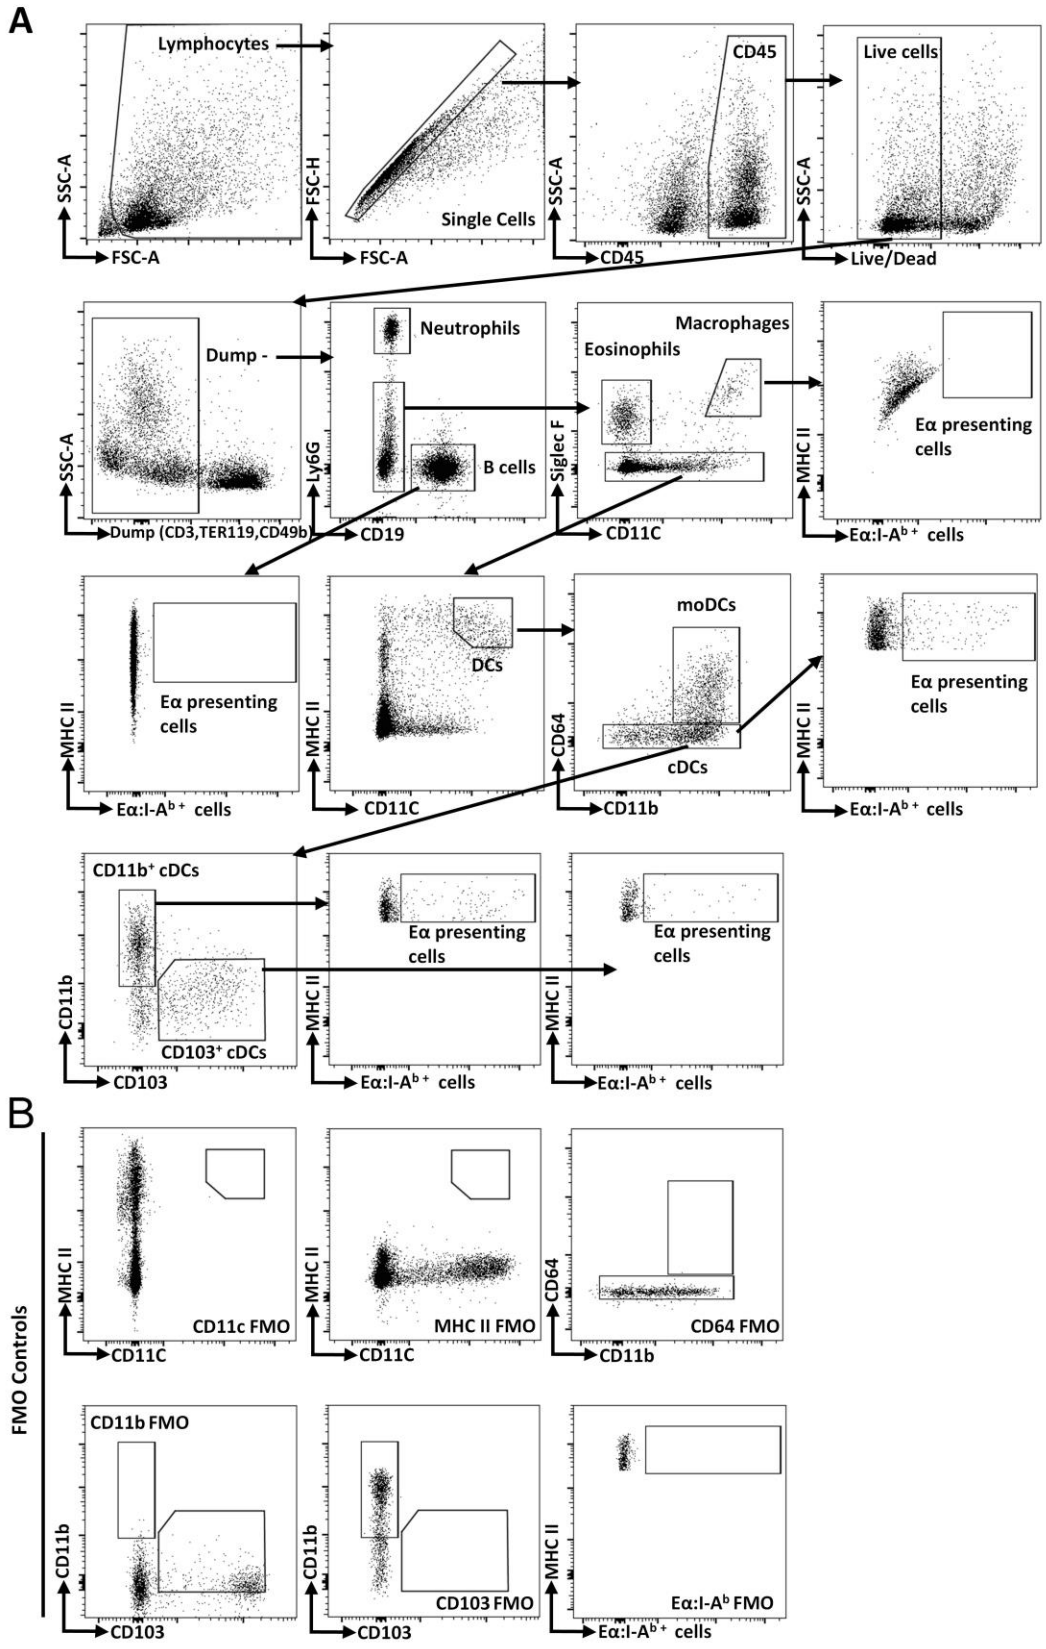 A
Lymphocytes
SSC-A
FSC-A
FSC-H
Single Cells
FSC-A
SSC-A
CD45
CD45
SSC-A
Live cells
Live/Dead
SSC-A
Dump -
Dump (CD3,TER119,CD49b)
Ly6G
Neutrophils
B cells
CD19
Siglec F
Eosinophils
Macrophages
CD11C
MHC II
Eα presenting
cells
Eα:I-Aᵇ⁺ cells
MHC II
Eα presenting
cells
Eα:I-Aᵇ⁺ cells
MHC II
DCs
CD11C
CD64
moDCs
cDCs
CD11b
MHC II
Eα presenting
cells
Eα:I-Aᵇ⁺ cells
CD11b⁺ cDCs
CD11b
CD103⁺ cDCs
CD103
MHC II
Eα presenting
cells
Eα:I-Aᵇ⁺ cells
MHC II
Eα presenting
cells
Eα:I-Aᵇ⁺ cells
B
FMO Controls
MHC II
CD11c FMO
CD11C
MHC II
MHC II FMO
CD11C
CD64
CD64 FMO
CD11b
CD11b FMO
CD11b
CD103
CD11b
CD103 FMO
CD103
MHC II
Eα:I-Aᵇ FMO
Eα:I-Aᵇ⁺ cells